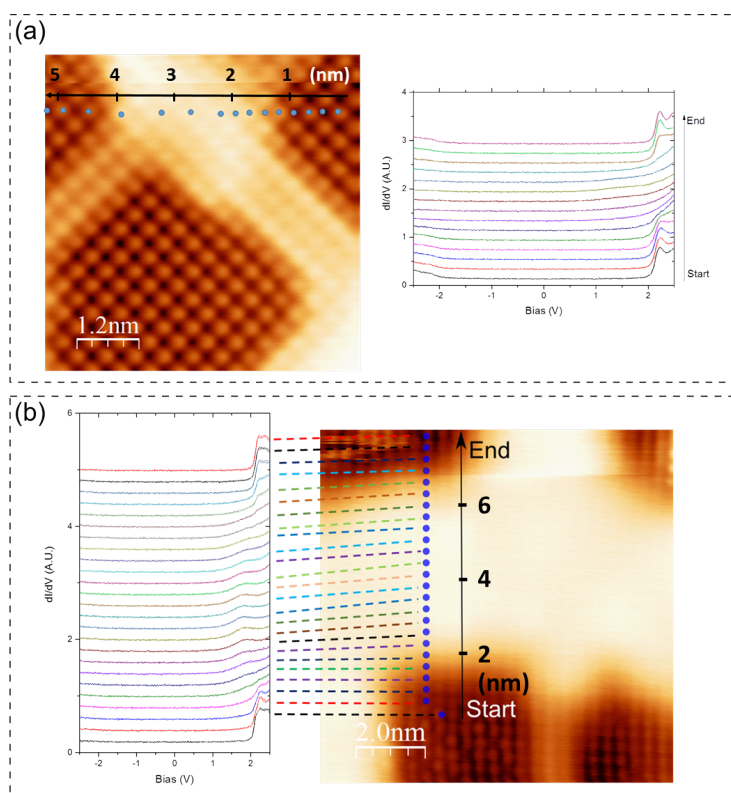 (a)
5 4 3 2 1 (nm)
1.2nm
dI/dV (A.U.)
4
3
2
1
0
-2 -1 0 1 2
Bias (V)
End
Start
(b)
dI/dV (A.U.)
6
4
2
0
-2 -1 0 1 2
Bias (V)
End
6
4
2
(nm)
Start
2.0nm